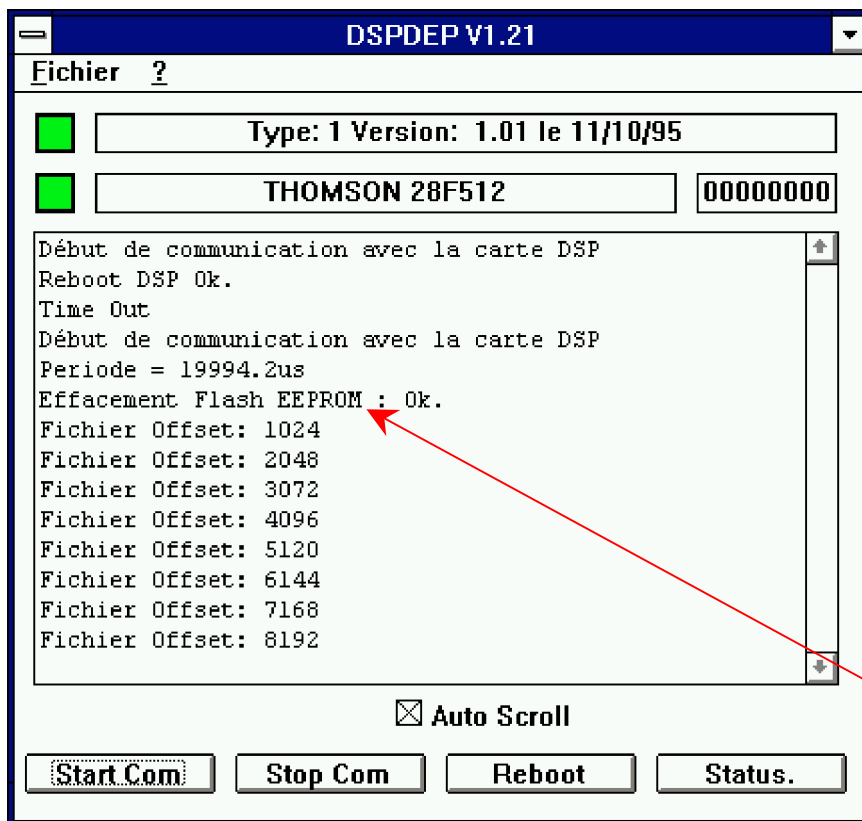 DSPDEP V1.21
Fichier ?
Type: 1 Version: 1.01 le 11/10/95
THOMSON 28F512 00000000
Début de communication avec la carte DSP
Reboot DSP Ok.
Time Out
Début de communication avec la carte DSP
Periode = 19994.2us
Effacement Flash EEPROM : Ok.
Fichier Offset: 1024
Fichier Offset: 2048
Fichier Offset: 3072
Fichier Offset: 4096
Fichier Offset: 5120
Fichier Offset: 6144
Fichier Offset: 7168
Fichier Offset: 8192
Auto Scroll
Start Com Stop Com Reboot Status.